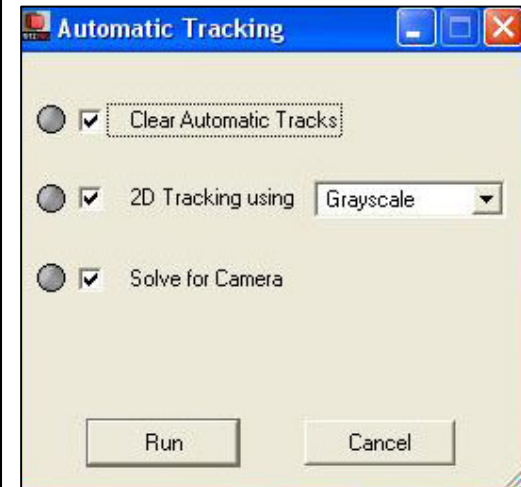 Automatic Tracking
Clear Automatic Tracks
2D Tracking using Grayscale
Solve for Camera
Run Cancel